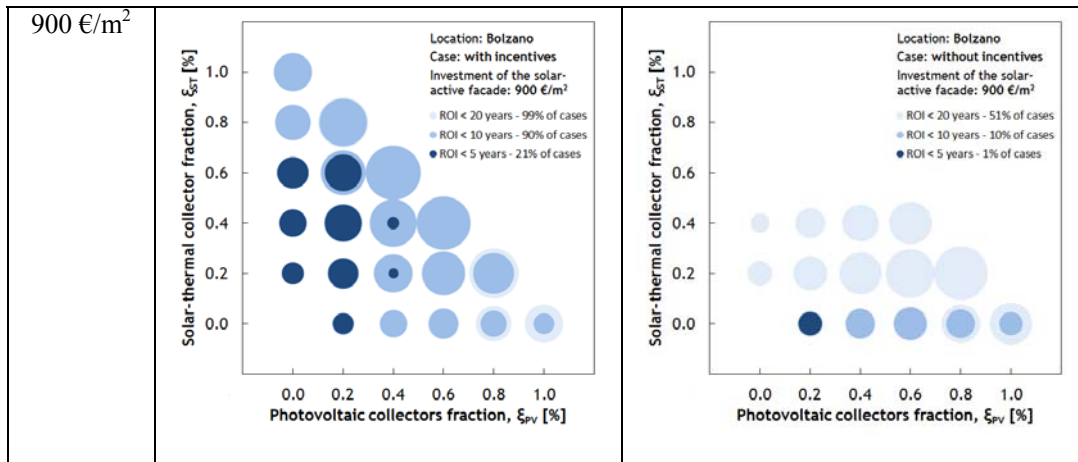 900 €/m²
Location: Bolzano
Case: with incentives
Investment of the solar-
active facade: 900 €/m²
ROI < 20 years - 99% of cases
ROI < 10 years - 90% of cases
ROI < 5 years - 21% of cases
Solar-thermal collector fraction, ξST [%]
1.0
0.8
0.6
0.4
0.2
0.0
0.0 0.2 0.4 0.6 0.8 1.0
Photovoltaic collectors fraction, ξPV [%]
Location: Bolzano
Case: without incentives
Investment of the solar-
active facade: 900 €/m²
ROI < 20 years - 51% of cases
ROI < 10 years - 10% of cases
ROI < 5 years - 1% of cases
Solar-thermal collector fraction, ξST [%]
1.0
0.8
0.6
0.4
0.2
0.0
0.0 0.2 0.4 0.6 0.8 1.0
Photovoltaic collectors fraction, ξPV [%]